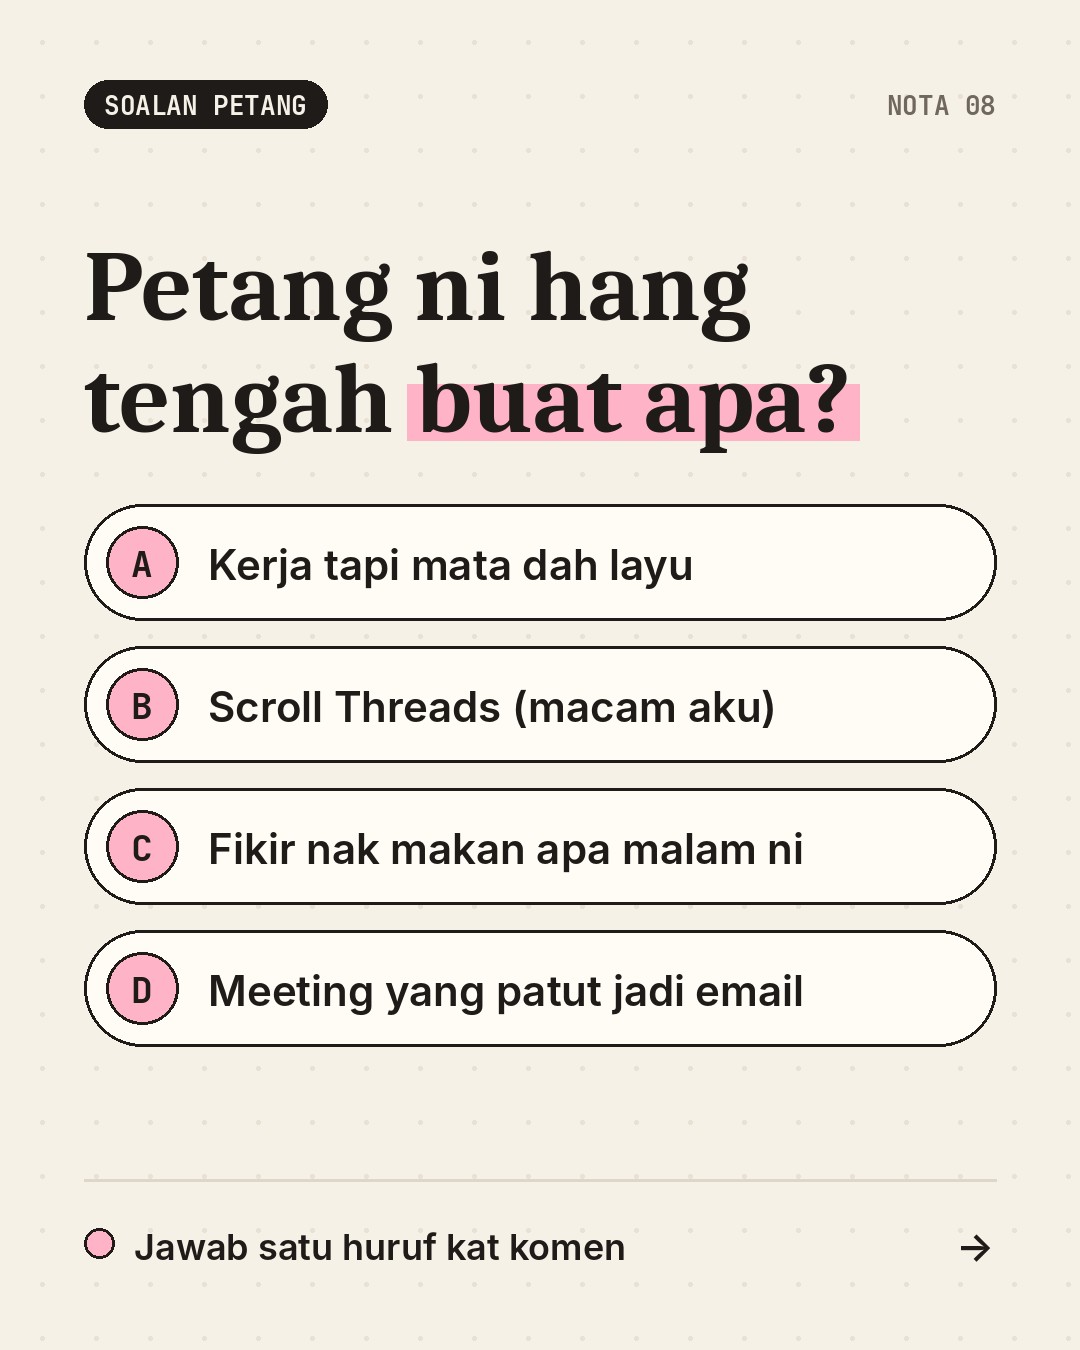 SOALAN PETANG
NOTA 08
Petang ni hang
tengah buat apa?
A Kerja tapi mata dah layu
B Scroll Threads (macam aku)
C Fikir nak makan apa malam ni
D Meeting yang patut jadi email
Jawab satu huruf kat komen →